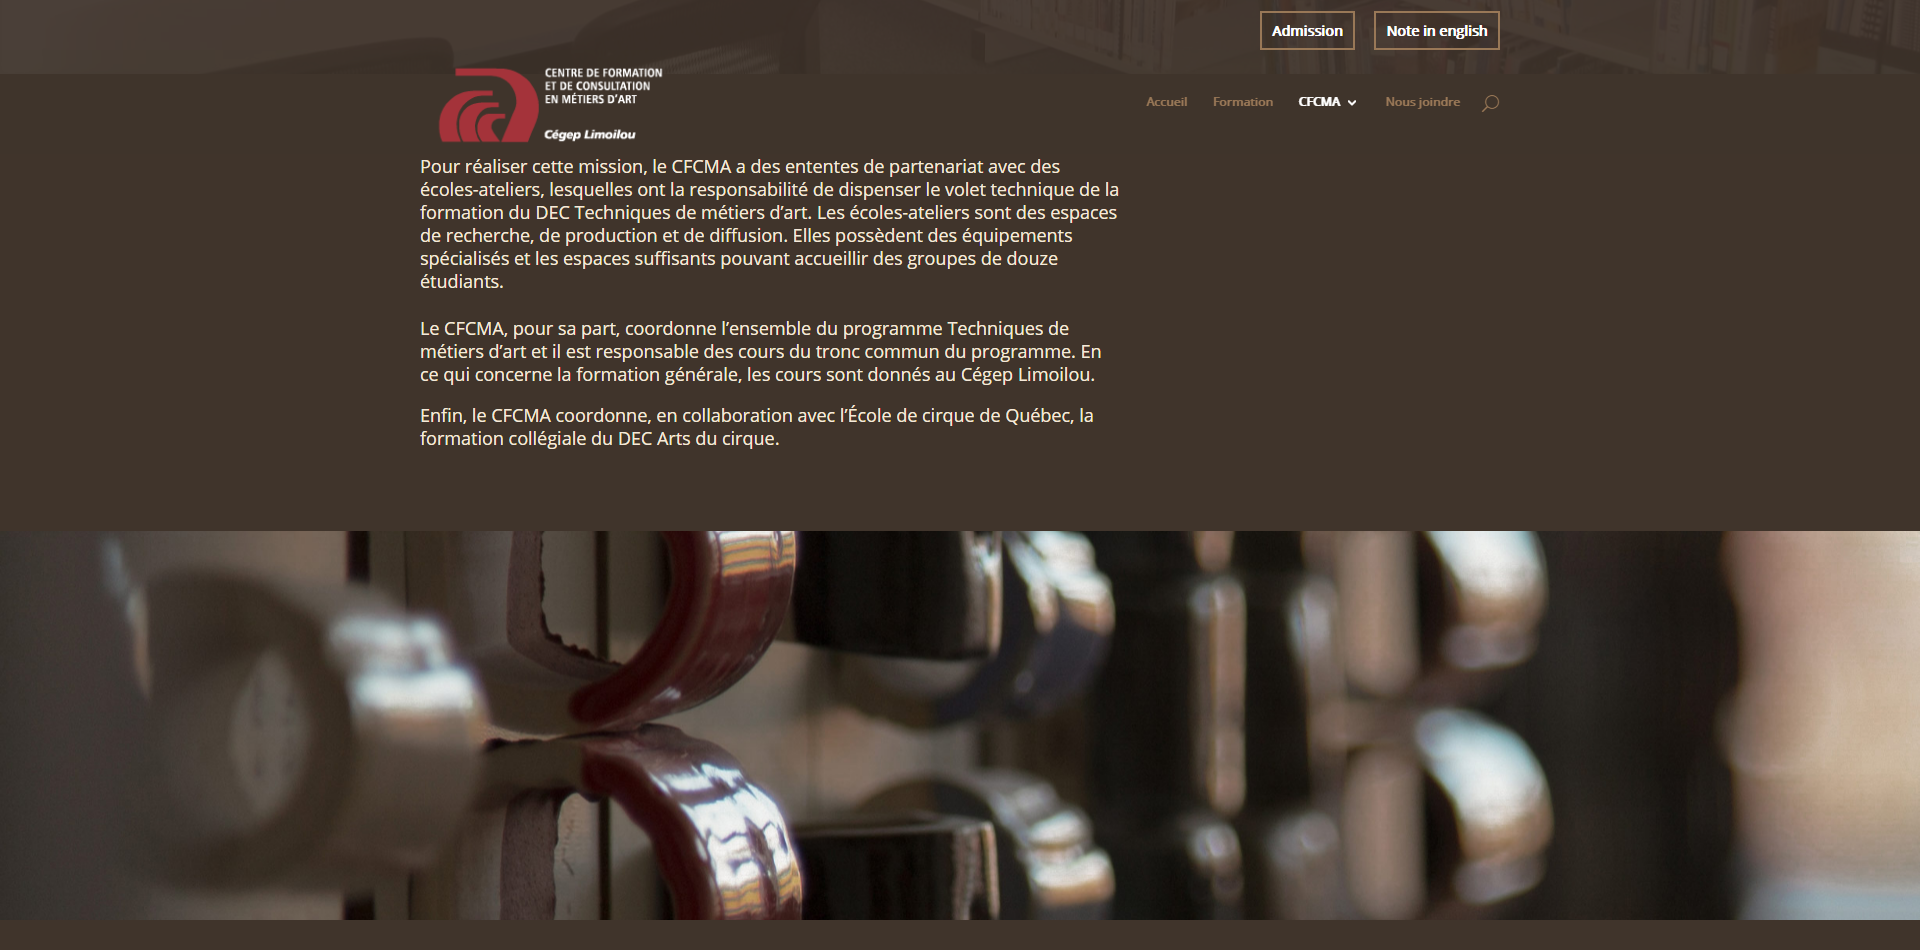 Admission
Note in english
CENTRE DE FORMATION
ET DE CONSULTATION
EN MÉTIERS D'ART
Cégep Limoilou
Accueil
Formation
CFCMA
Nous joindre
Pour réaliser cette mission, le CFCMA a des ententes de partenariat avec des
écoles-ateliers, lesquelles ont la responsabilité de dispenser le volet technique de la
formation du DEC Techniques de métiers d’art. Les écoles-ateliers sont des espaces
de recherche, de production et de diffusion. Elles possèdent des équipements
spécialisés et les espaces suffisants pouvant accueillir des groupes de douze
étudiants.
Le CFCMA, pour sa part, coordonne l’ensemble du programme Techniques de
métiers d’art et il est responsable des cours du tronc commun du programme. En
ce qui concerne la formation générale, les cours sont donnés au Cégep Limoilou.
Enfin, le CFCMA coordonne, en collaboration avec l’École de cirque de Québec, la
formation collégiale du DEC Arts du cirque.